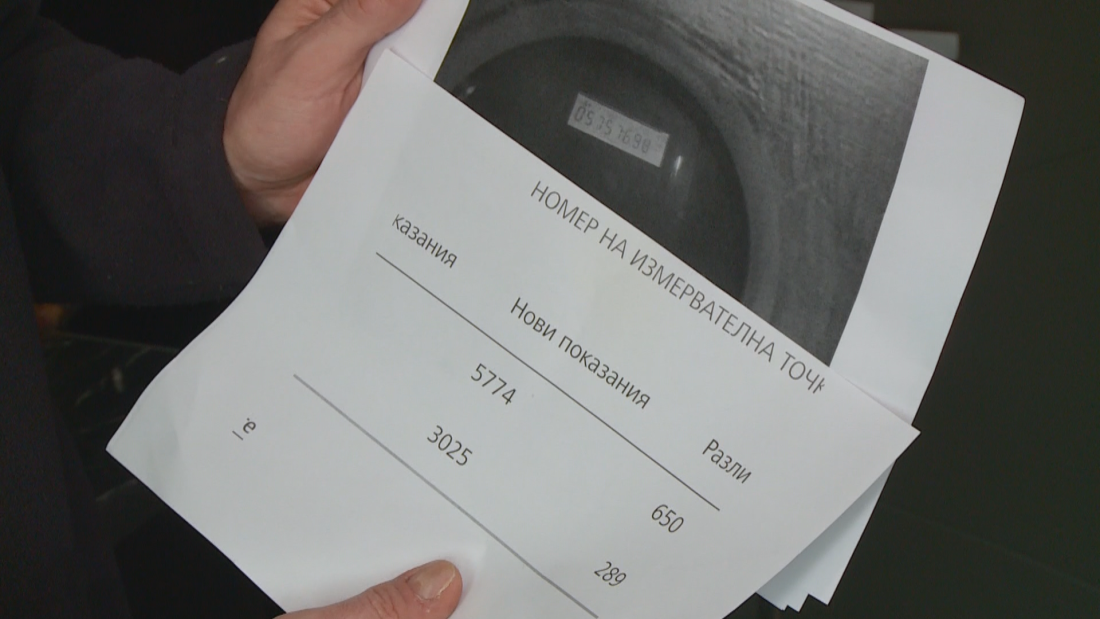 НОМЕР НА ИЗМЕРВАТЕЛНА ТОЧК
казания Нови показания Разли
5774 650
3025 289